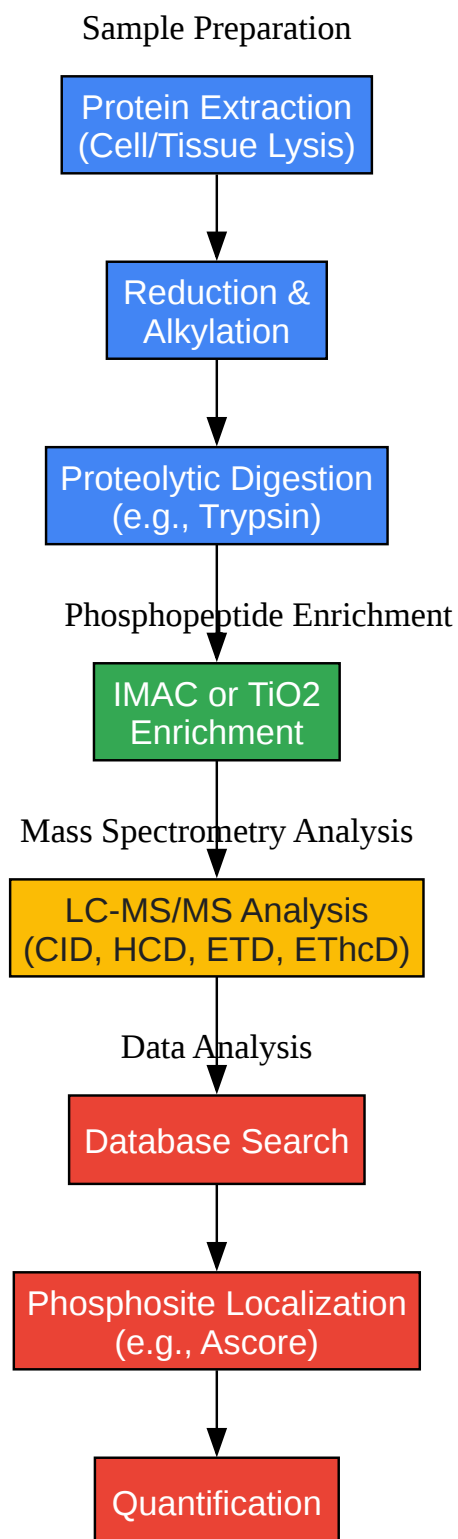 Sample Preparation
Protein Extraction
(Cell/Tissue Lysis)
Reduction &
Alkylation
Proteolytic Digestion
(e.g., Trypsin)
Phosphopeptide Enrichment
IMAC or TiO2
Enrichment
Mass Spectrometry Analysis
LC-MS/MS Analysis
(CID, HCD, ETD, EThcD)
Data Analysis
Database Search
Phosphosite Localization
(e.g., Ascore)
Quantification